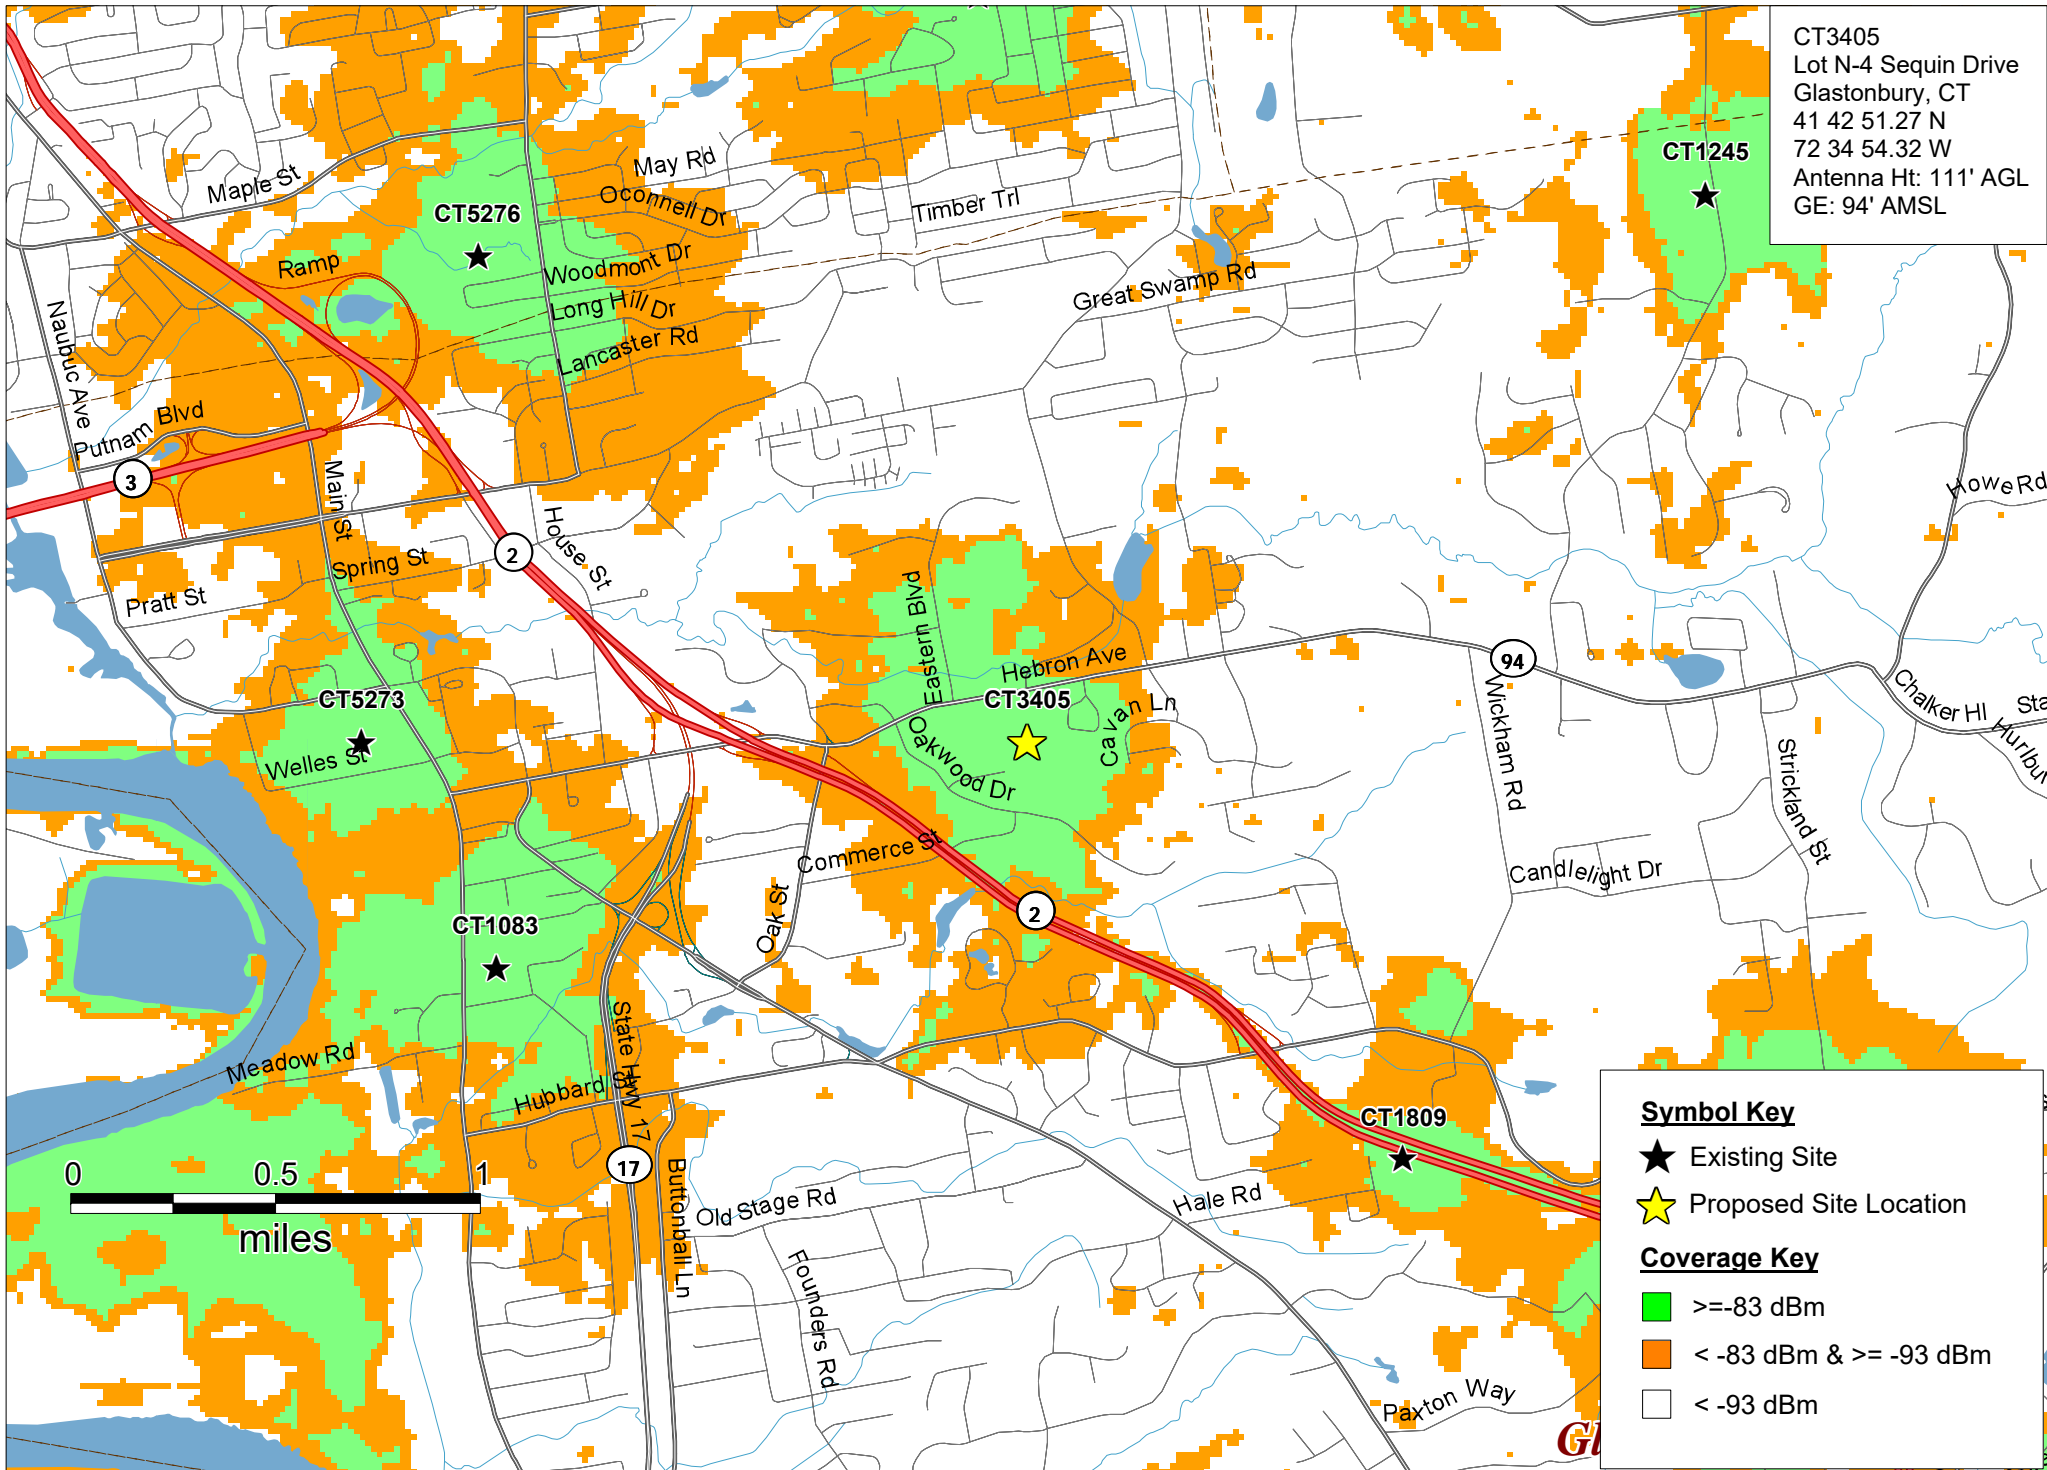 CT3405
Lot N-4 Sequin Drive
Glastonbury, CT
41 42 51.27 N
72 34 54.32 W
Antenna Ht: 111' AGL
GE: 94' AMSL
CT1245
May Rd
Maple St
Oconnell Dr
Timber Trl
CT5276
Ramp
Woodmont Dr
Great Swamp Rd
Long Hill Dr
Naubuc Ave
Lancaster Rd
Putnam Blvd
3
Main St
Howe Rd
House St
2
Spring St
Pratt St
Eastern Blvd
Hebron Ave
94
CT5273
CT3405
Cavan Ln
Wickham Rd
Chalker Hl
Sta
Hurlbu
Welles St
Oakwood Dr
Strickland St
Commerce St
Candlelight Dr
Oak St
CT1083
2
State Hwy 17
Meadow Rd
Hubbard St
CT1809
17
0 0.5 1
miles
Buttonball Ln
Old Stage Rd
Hale Rd
Founders Rd
Paxton Way
Gl
Symbol Key
Existing Site
Proposed Site Location
Coverage Key
>=-83 dBm
< -83 dBm & >= -93 dBm
< -93 dBm